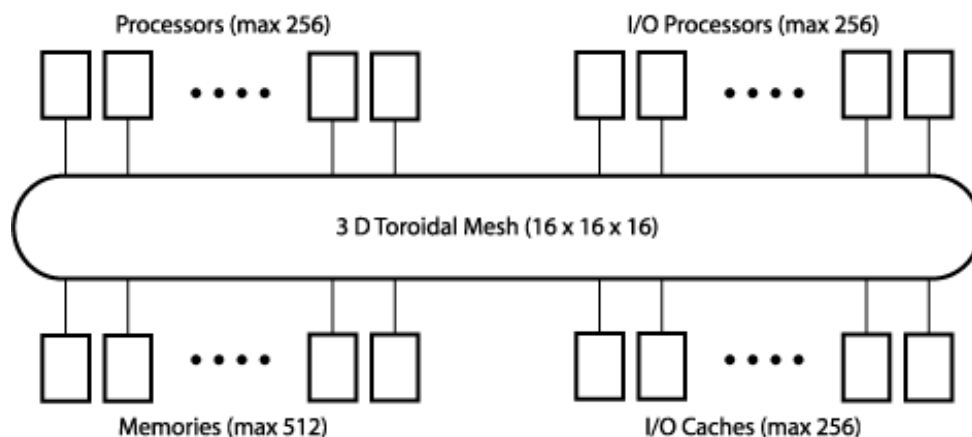 Processors (max 256)
I/O Processors (max 256)
3 D Toroidal Mesh (16 x 16 x 16)
Memories (max 512)
I/O Caches (max 256)